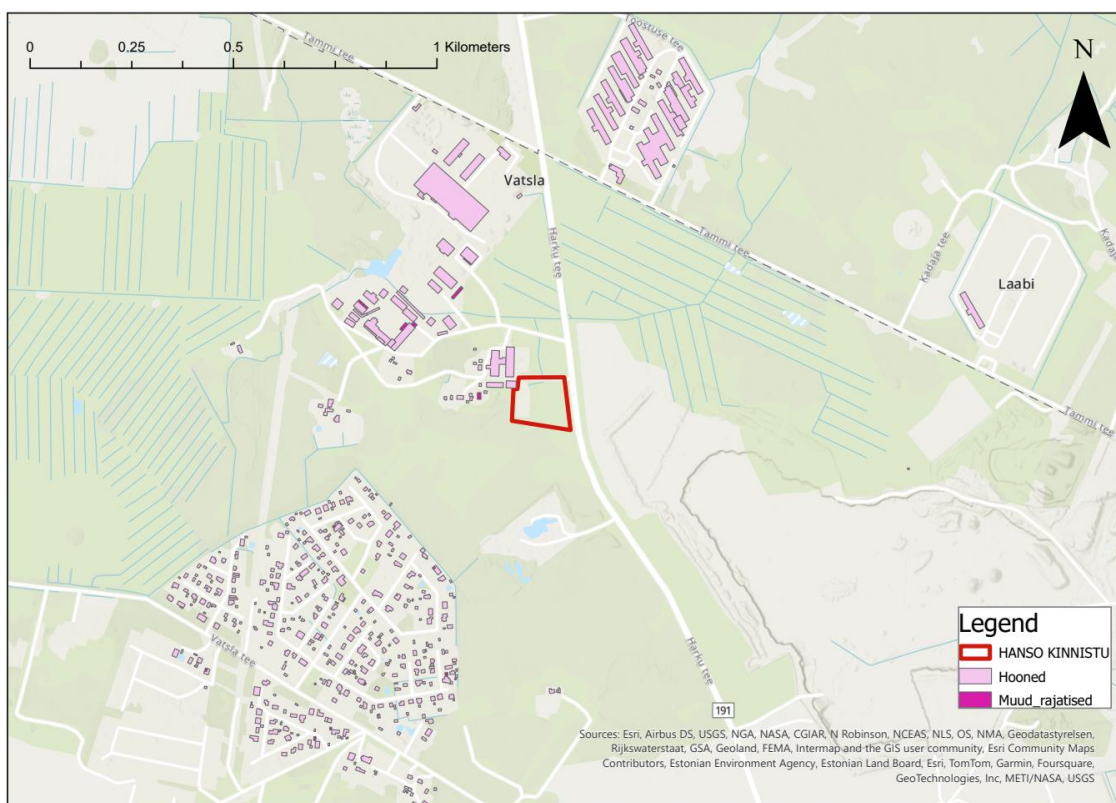 0 0.25 0.5 1 Kilometers
Tammi tee
Tööstuse tee
N
Vatsla
Harku tee
Tammi tee
Kadaja tee
Laabi
Tammi tee
Vatsla tee
Harku tee
191
Legend
HANSO KINNISTU
Hooned
Muud_rajatised
Sources: Esri, Airbus DS, USGS, NGA, NASA, CGIAR, N Robinson, NCEAS, NLS, OS, NMA, Geodatastyrelsen,
Rijkswaterstaat, GSA, Geoland, FEMA, Intermap and the GIS user community, Esri Community Maps
Contributors, Estonian Environment Agency, Estonian Land Board, Esri, TomTom, Garmin, Foursquare,
GeoTechnologies, Inc, METI/NASA, USGS